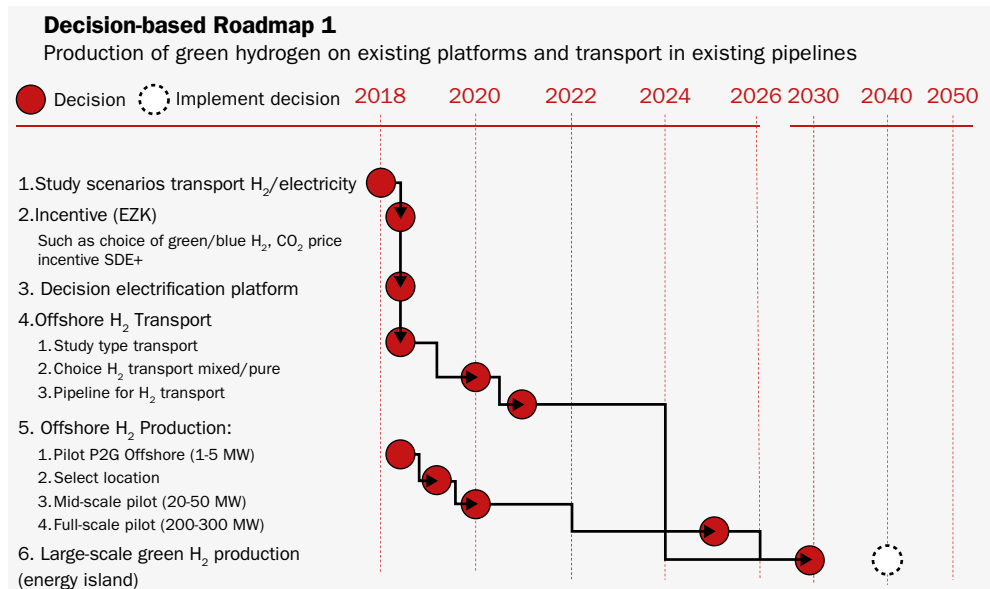 Decision-based Roadmap 1
Production of green hydrogen on existing platforms and transport in existing pipelines
Decision Implement decision 2018 2020 2022 2024 2026 2030 2040 2050
1.Study scenarios transport H₂/electricity
2.Incentive (EZK)
Such as choice of green/blue H₂, CO₂ price
incentive SDE+
3. Decision electrification platform
4.Offshore H₂ Transport
1.Study type transport
2.Choice H₂ transport mixed/pure
3.Pipeline for H₂ transport
5. Offshore H₂ Production:
1.Pilot P2G Offshore (1-5 MW)
2.Select location
3.Mid-scale pilot (20-50 MW)
4.Full-scale pilot (200-300 MW)
6. Large-scale green H₂ production
(energy island)